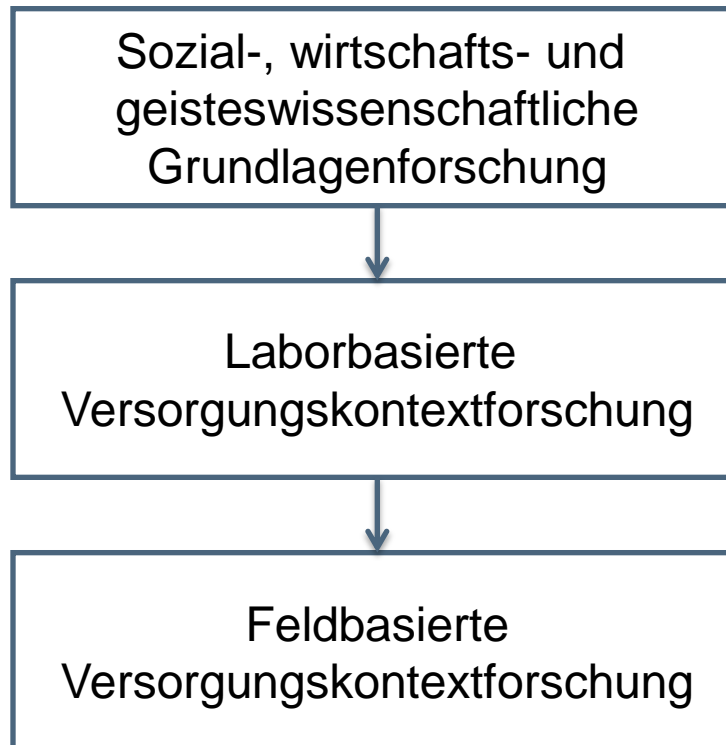 Sozial-, wirtschafts- und
geisteswissenschaftliche
Grundlagenforschung
Laborbasierte
Versorgungskontextforschung
Feldbasierte
Versorgungskontextforschung